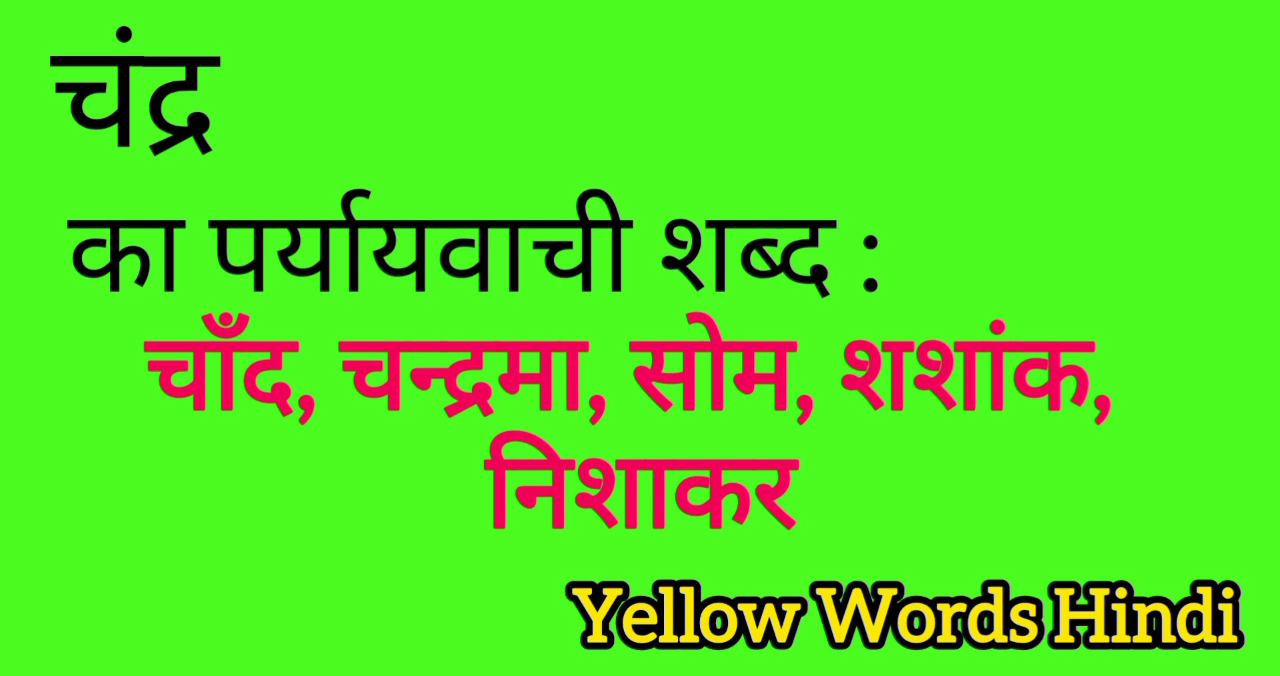 चंद्र
का पर्यायवाची शब्द :
चाँद, चन्द्रमा, सोम, शशांक,
निशाकर
Yellow Words Hindi